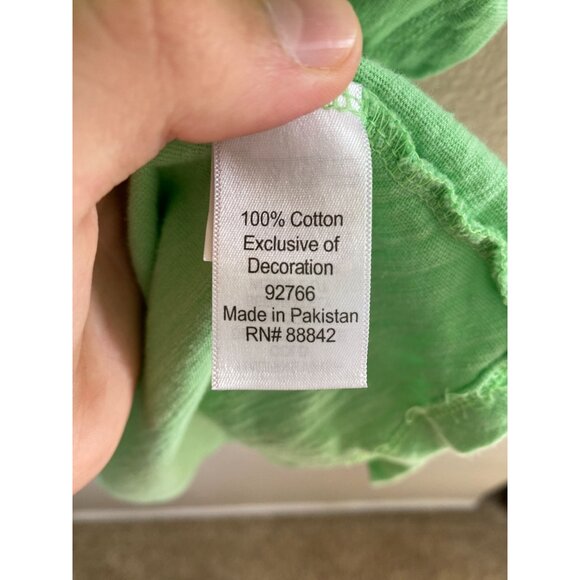 100% Cotton
Exclusive of
Decoration
92766
Made in Pakistan
RN# 88842